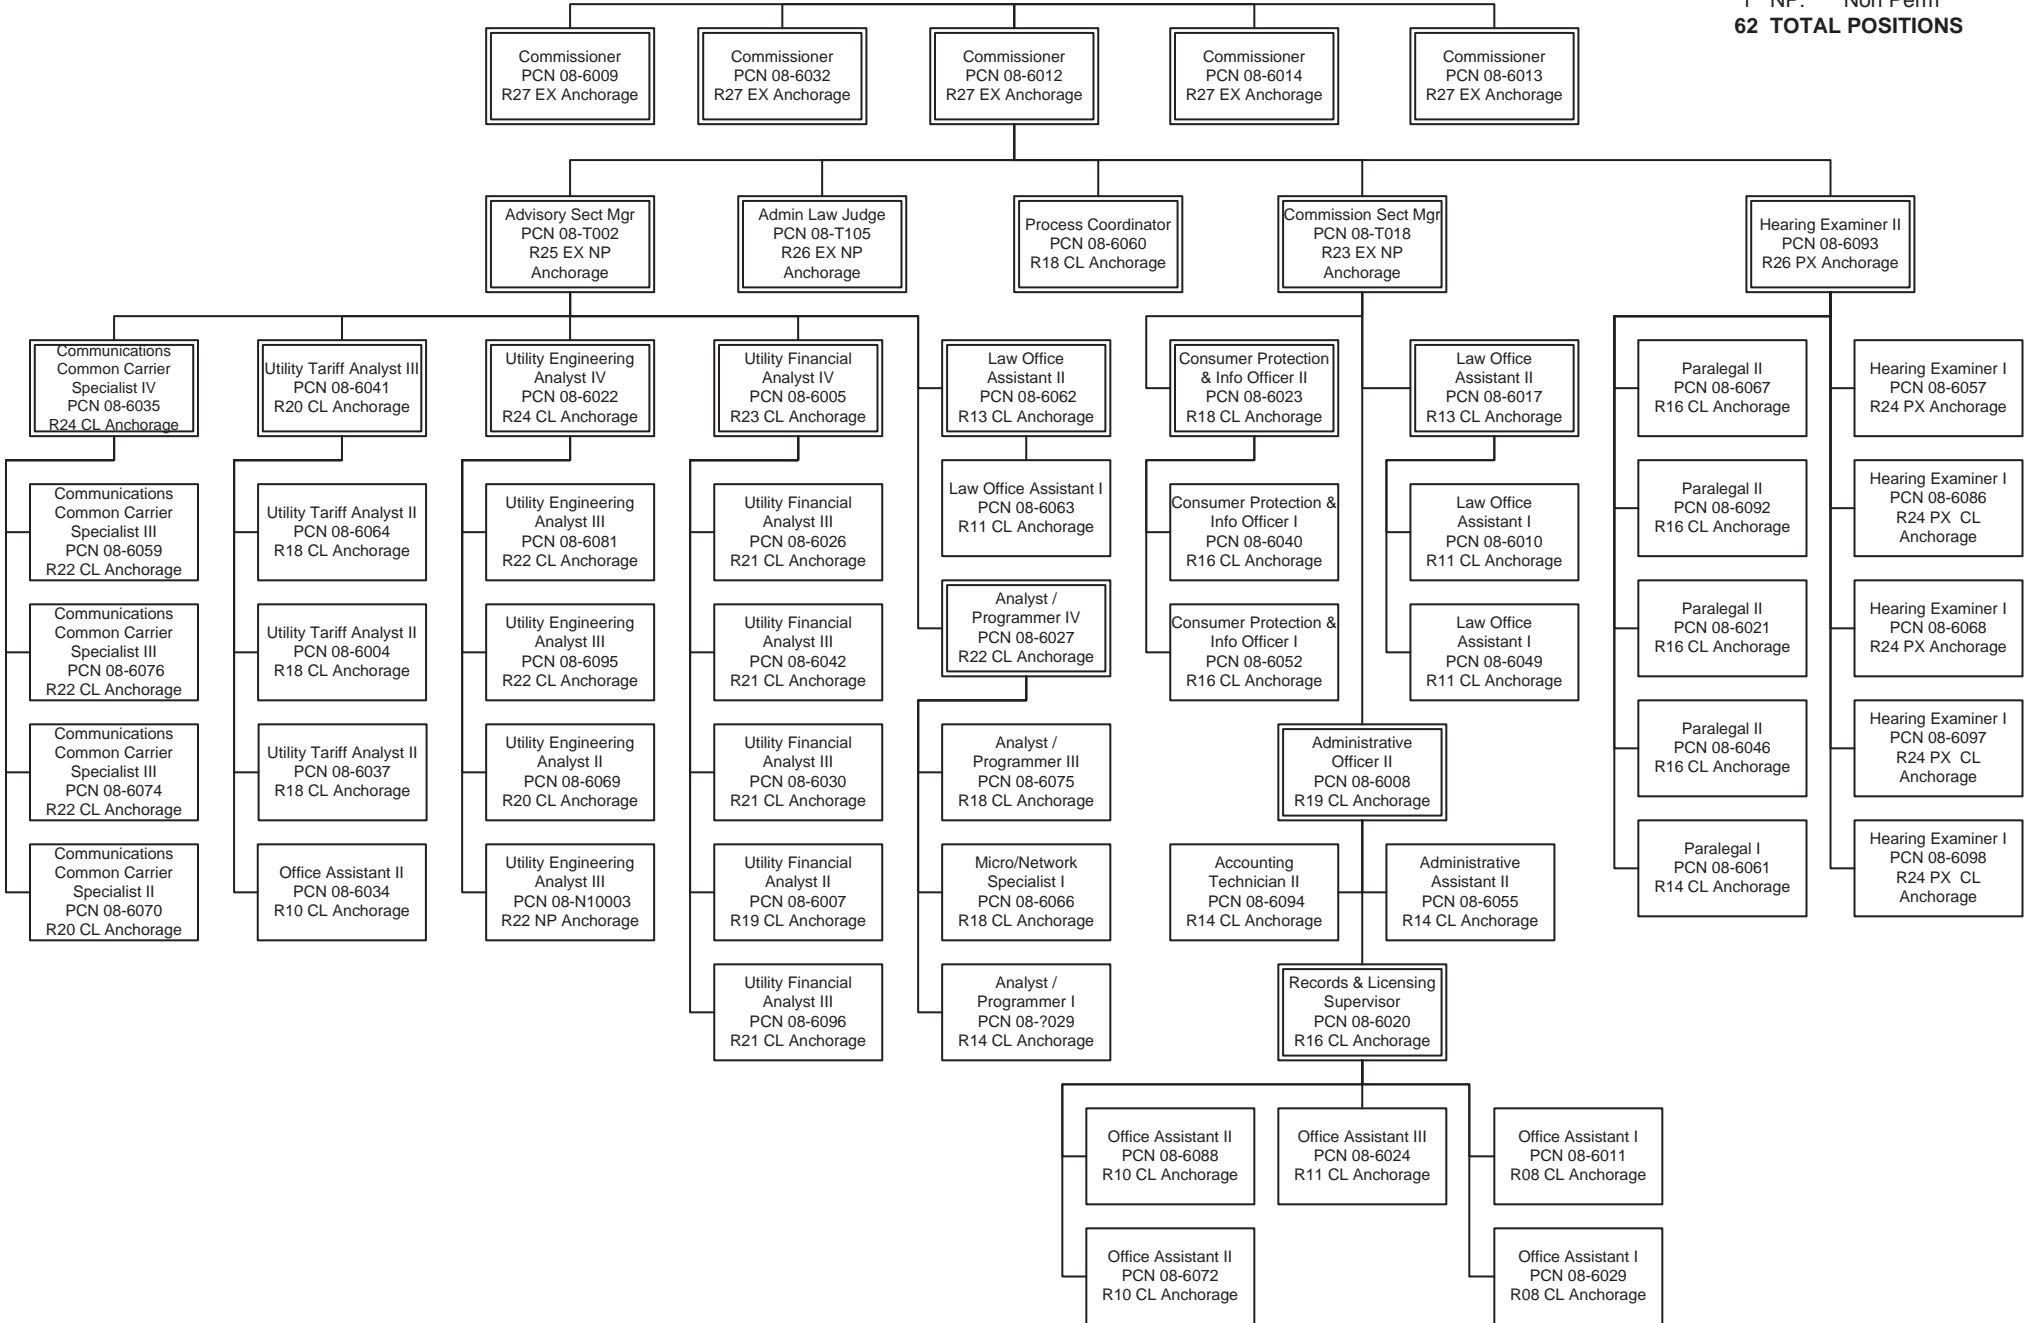 1 NP: Non Perm
62 TOTAL POSITIONS
Commissioner
PCN 08-6009
R27 EX Anchorage
Commissioner
PCN 08-6032
R27 EX Anchorage
Commissioner
PCN 08-6012
R27 EX Anchorage
Commissioner
PCN 08-6014
R27 EX Anchorage
Commissioner
PCN 08-6013
R27 EX Anchorage
Advisory Sect Mgr
PCN 08-T002
R25 EX NP
Anchorage
Admin Law Judge
PCN 08-T105
R26 EX NP
Anchorage
Process Coordinator
PCN 08-6060
R18 CL Anchorage
Commission Sect Mgr
PCN 08-T018
R23 EX NP
Anchorage
Hearing Examiner II
PCN 08-6093
R26 PX Anchorage
Communications
Common Carrier
Specialist IV
PCN 08-6035
R24 CL Anchorage
Utility Tariff Analyst III
PCN 08-6041
R20 CL Anchorage
Utility Engineering
Analyst IV
PCN 08-6022
R24 CL Anchorage
Utility Financial
Analyst IV
PCN 08-6005
R23 CL Anchorage
Law Office
Assistant II
PCN 08-6062
R13 CL Anchorage
Consumer Protection
& Info Officer II
PCN 08-6023
R18 CL Anchorage
Law Office
Assistant II
PCN 08-6017
R13 CL Anchorage
Paralegal II
PCN 08-6067
R16 CL Anchorage
Hearing Examiner I
PCN 08-6057
R24 PX Anchorage
Communications
Common Carrier
Specialist III
PCN 08-6059
R22 CL Anchorage
Utility Tariff Analyst II
PCN 08-6064
R18 CL Anchorage
Utility Engineering
Analyst III
PCN 08-6081
R22 CL Anchorage
Utility Financial
Analyst III
PCN 08-6026
R21 CL Anchorage
Law Office Assistant I
PCN 08-6063
R11 CL Anchorage
Consumer Protection &
Info Officer I
PCN 08-6040
R16 CL Anchorage
Law Office
Assistant I
PCN 08-6010
R11 CL Anchorage
Paralegal II
PCN 08-6092
R16 CL Anchorage
Hearing Examiner I
PCN 08-6086
R24 PX CL
Anchorage
Communications
Common Carrier
Specialist III
PCN 08-6076
R22 CL Anchorage
Utility Tariff Analyst II
PCN 08-6004
R18 CL Anchorage
Utility Engineering
Analyst III
PCN 08-6095
R22 CL Anchorage
Utility Financial
Analyst III
PCN 08-6042
R21 CL Anchorage
Analyst /
Programmer IV
PCN 08-6027
R22 CL Anchorage
Consumer Protection &
Info Officer I
PCN 08-6052
R16 CL Anchorage
Law Office
Assistant I
PCN 08-6049
R11 CL Anchorage
Paralegal II
PCN 08-6021
R16 CL Anchorage
Hearing Examiner I
PCN 08-6068
R24 PX Anchorage
Communications
Common Carrier
Specialist III
PCN 08-6074
R22 CL Anchorage
Utility Tariff Analyst II
PCN 08-6037
R18 CL Anchorage
Utility Engineering
Analyst II
PCN 08-6069
R20 CL Anchorage
Utility Financial
Analyst III
PCN 08-6030
R21 CL Anchorage
Analyst /
Programmer III
PCN 08-6075
R18 CL Anchorage
Administrative
Officer II
PCN 08-6008
R19 CL Anchorage
Paralegal II
PCN 08-6046
R16 CL Anchorage
Hearing Examiner I
PCN 08-6097
R24 PX CL
Anchorage
Communications
Common Carrier
Specialist II
PCN 08-6070
R20 CL Anchorage
Office Assistant II
PCN 08-6034
R10 CL Anchorage
Utility Engineering
Analyst III
PCN 08-N10003
R22 NP Anchorage
Utility Financial
Analyst II
PCN 08-6007
R19 CL Anchorage
Micro/Network
Specialist I
PCN 08-6066
R18 CL Anchorage
Accounting
Technician II
PCN 08-6094
R14 CL Anchorage
Administrative
Assistant II
PCN 08-6055
R14 CL Anchorage
Paralegal I
PCN 08-6061
R14 CL Anchorage
Hearing Examiner I
PCN 08-6098
R24 PX CL
Anchorage
Utility Financial
Analyst III
PCN 08-6096
R21 CL Anchorage
Analyst /
Programmer I
PCN 08-?029
R14 CL Anchorage
Records & Licensing
Supervisor
PCN 08-6020
R16 CL Anchorage
Office Assistant II
PCN 08-6088
R10 CL Anchorage
Office Assistant III
PCN 08-6024
R11 CL Anchorage
Office Assistant I
PCN 08-6011
R08 CL Anchorage
Office Assistant II
PCN 08-6072
R10 CL Anchorage
Office Assistant I
PCN 08-6029
R08 CL Anchorage